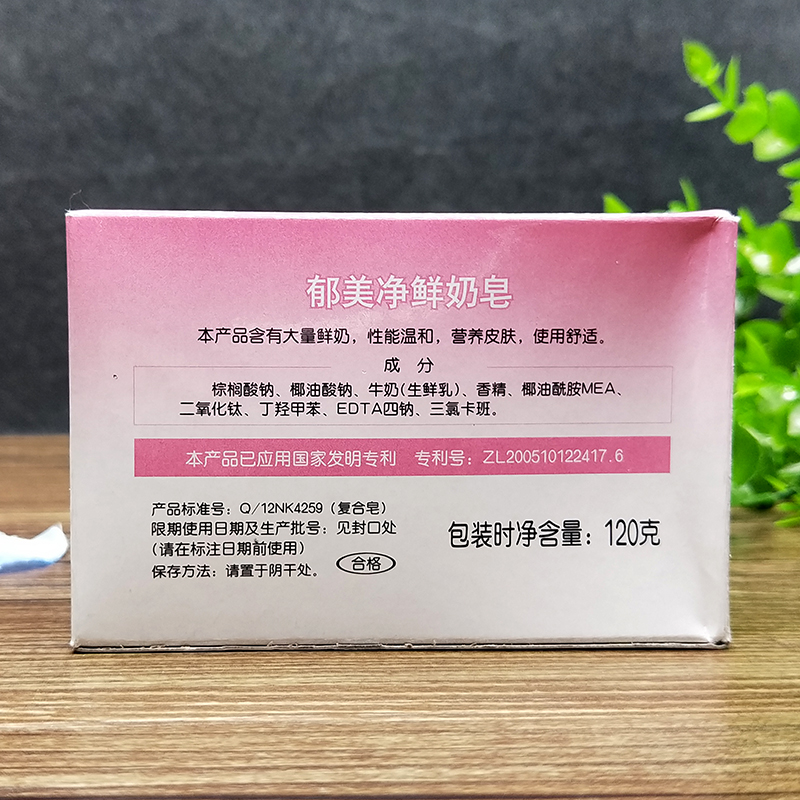 郁美净鲜奶皂
本产品含有大量鲜奶，性能温和，营养皮肤，使用舒适。
成 分
棕榈酸钠、椰油酸钠、牛奶(生鲜乳)、香精、椰油酰胺MEA、
二氧化钛、丁羟甲苯、EDTA四钠、三氯卡班。
本产品已应用国家发明专利 专利号：ZL200510122417.6
产品标准号：Q/12NK4259（复合皂）
限期使用日期及生产批号：见封口处
(请在标注日期前使用)
保存方法：请置于阴干处。
合格
包装时净含量：120克